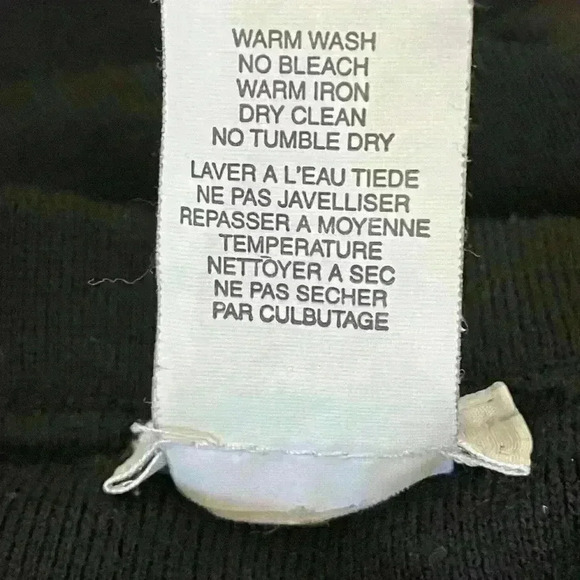 WARM WASH
NO BLEACH
WARM IRON
DRY CLEAN
NO TUMBLE DRY
LAVER A L'EAU TIEDE
NE PAS JAVELLISER
REPASSER A MOYENNE
TEMPERATURE
NETTOYER A SEC
NE PAS SECHER
PAR CULBUTAGE